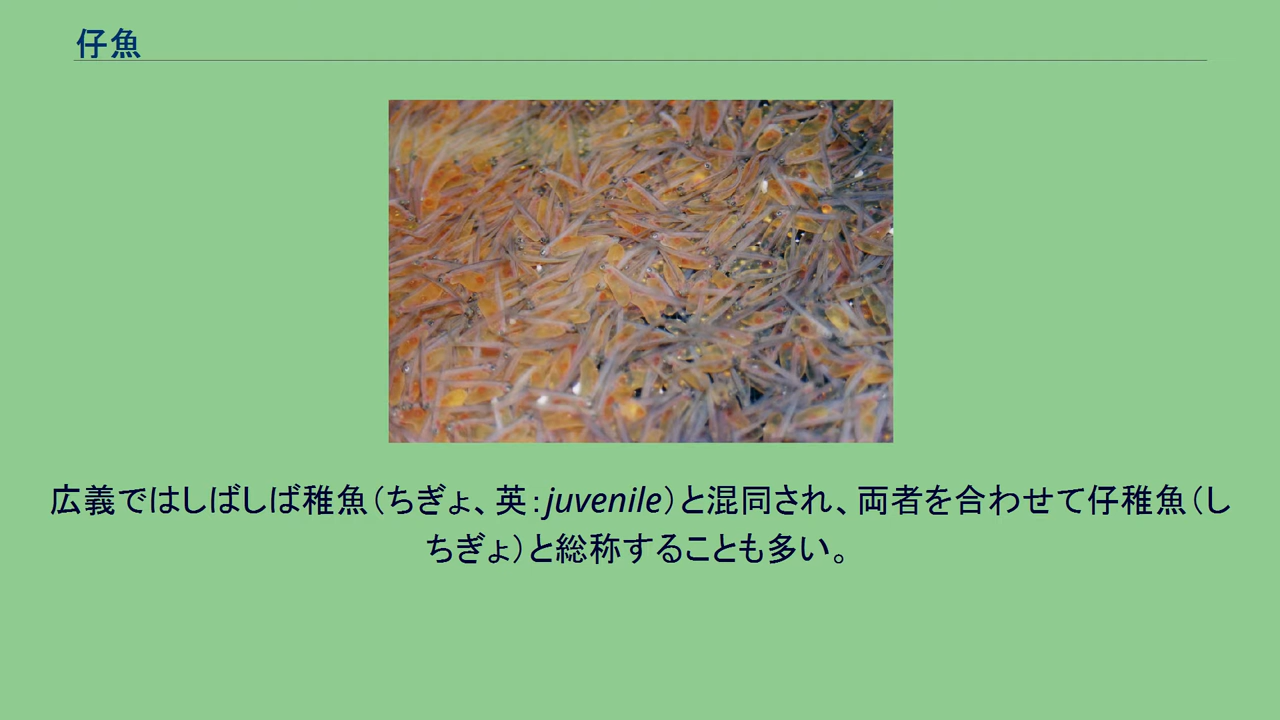 仔魚
広義ではしばしば稚魚（ちぎょ、英：juvenile）と混同され、両者を合わせて仔稚魚（し
ちぎょ）と総称することも多い。